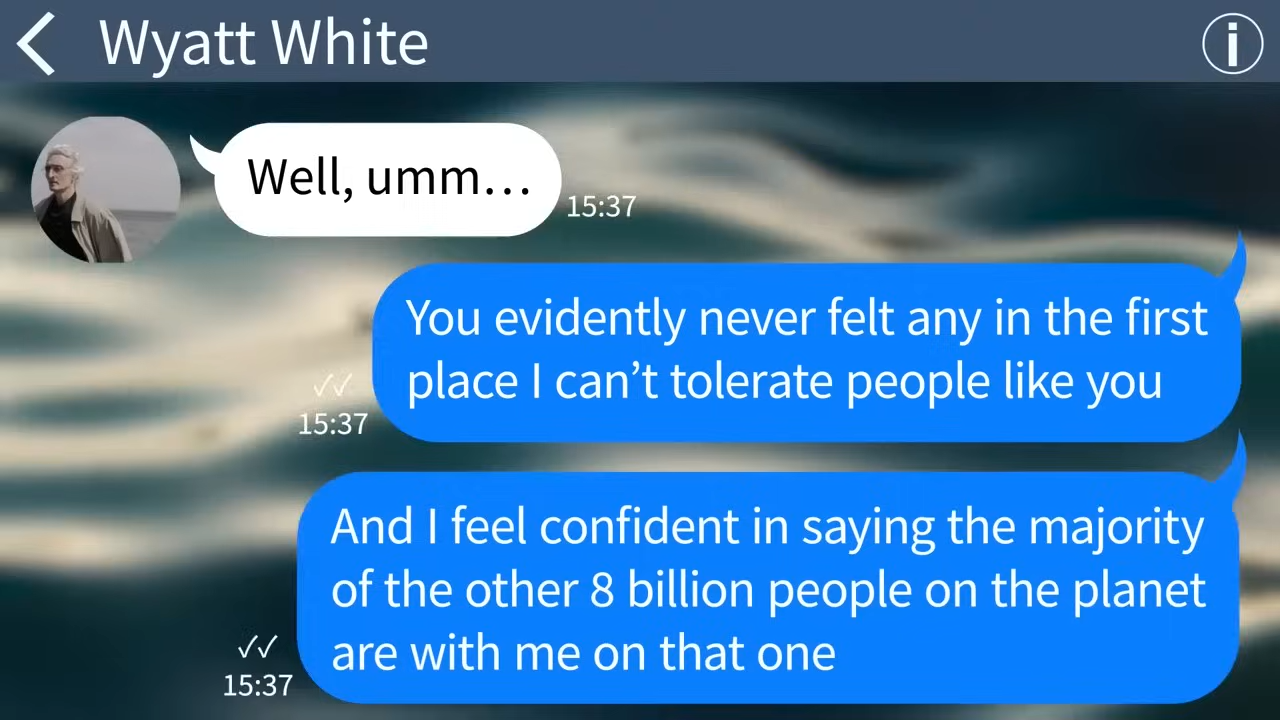 Wyatt White
Well, umm…
15:37
You evidently never felt any in the first
place I can’t tolerate people like you
15:37
And I feel confident in saying the majority
of the other 8 billion people on the planet
are with me on that one
15:37